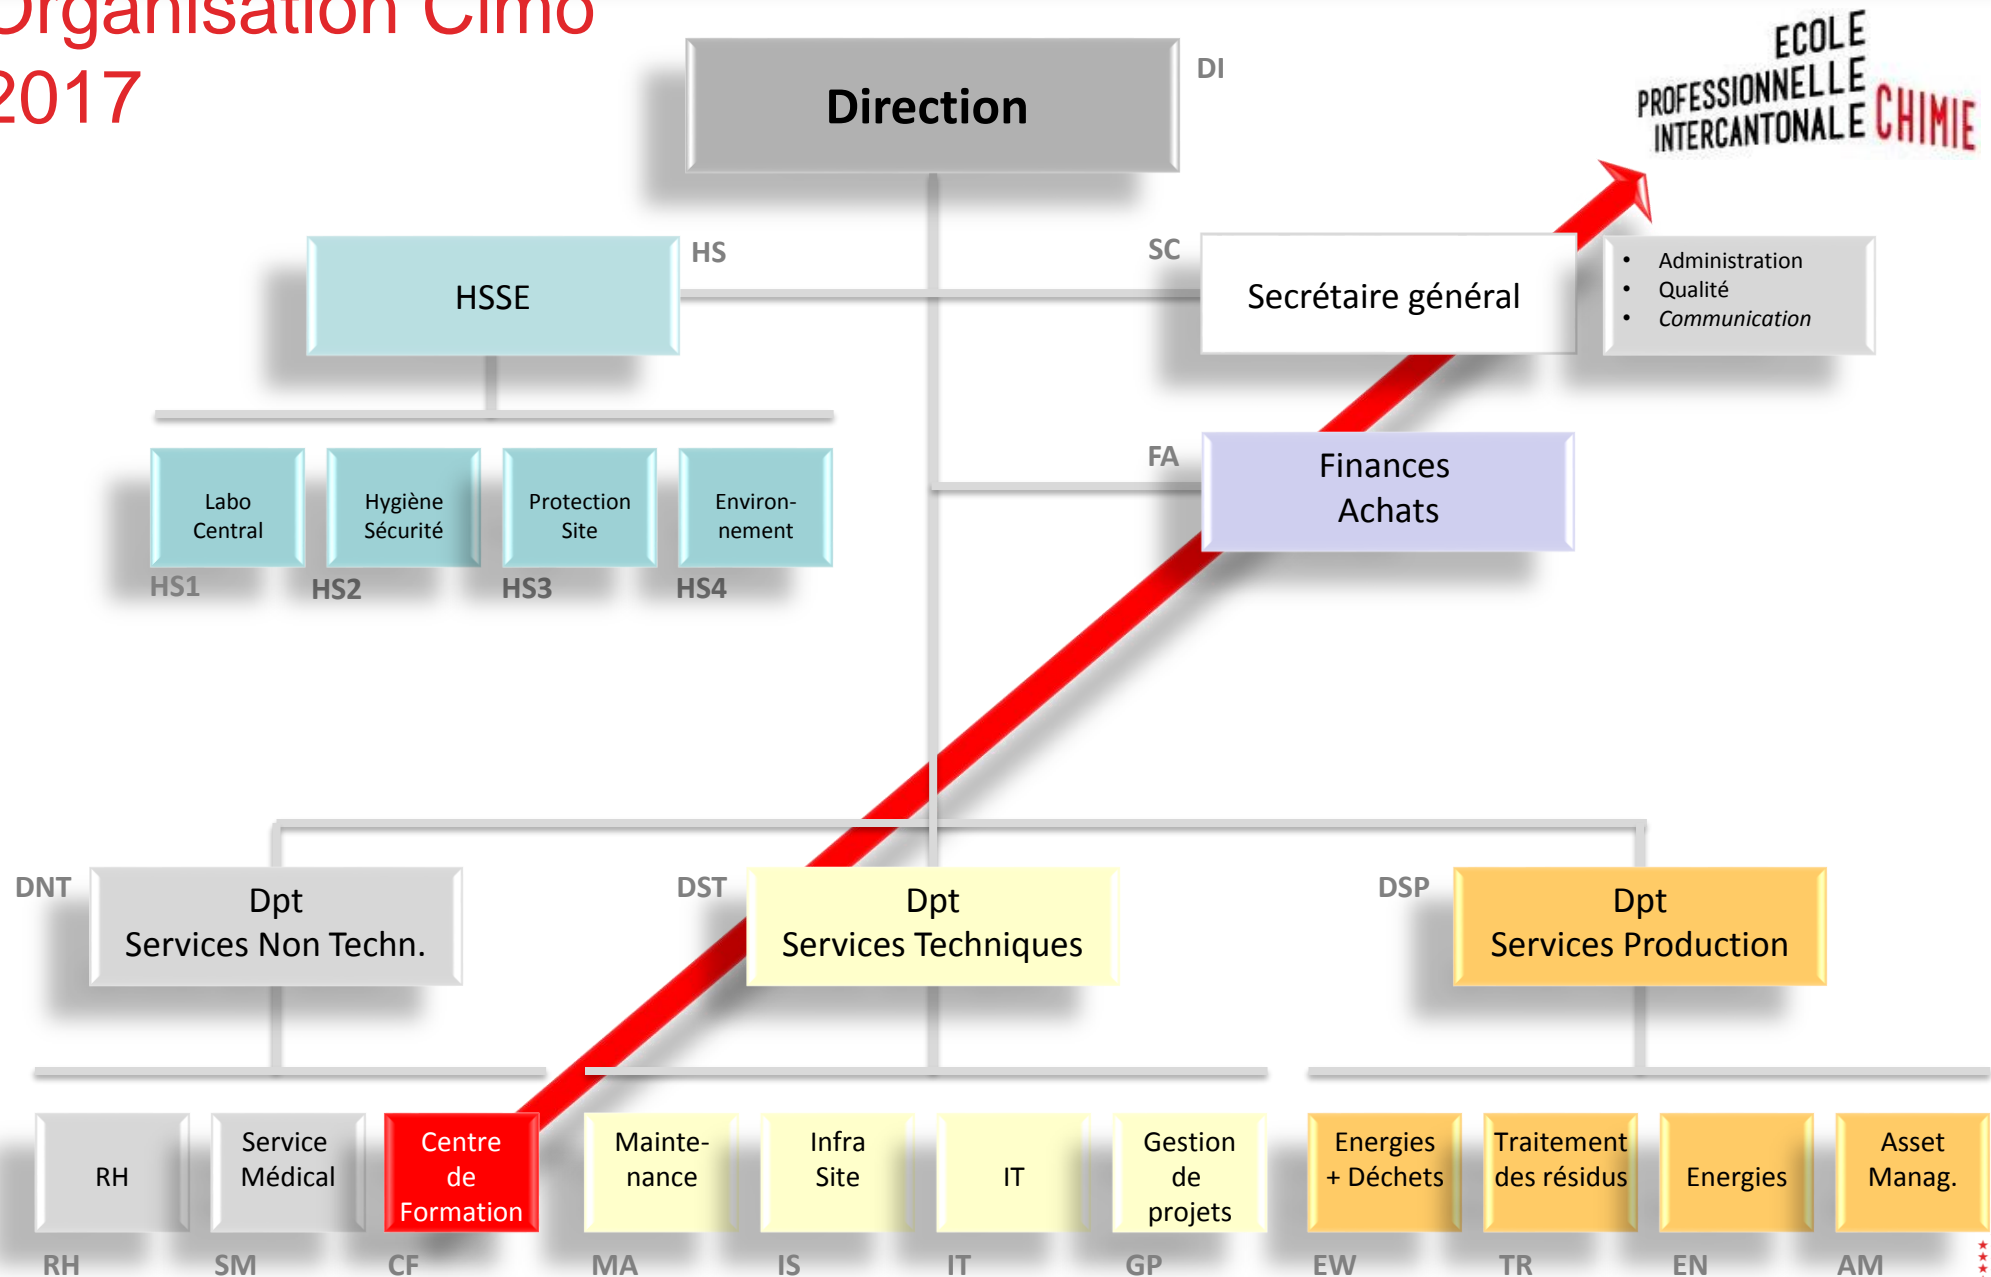 Organisation Cimo
2017
ECOLE
PROFESSIONNELLE
INTERCANTONALE CHIMIE
Direction
DI
HSSE
HS
SC
Secrétaire général
• Administration
• Qualité
• Communication
FA
Finances
Achats
Labo
Central
HS1
Hygiène
Sécurité
HS2
Protection
Site
HS3
Environ-
nement
HS4
DNT
Dpt
Services Non Techn.
DST
Dpt
Services Techniques
DSP
Dpt
Services Production
RH
RH
Service
Médical
SM
Centre
de
Formation
CF
Mainte-
nance
MA
Infra
Site
IS
IT
IT
Gestion
de
projets
GP
Energies
+ Déchets
EW
Traitement
des résidus
TR
Energies
EN
Asset
Manag.
AM